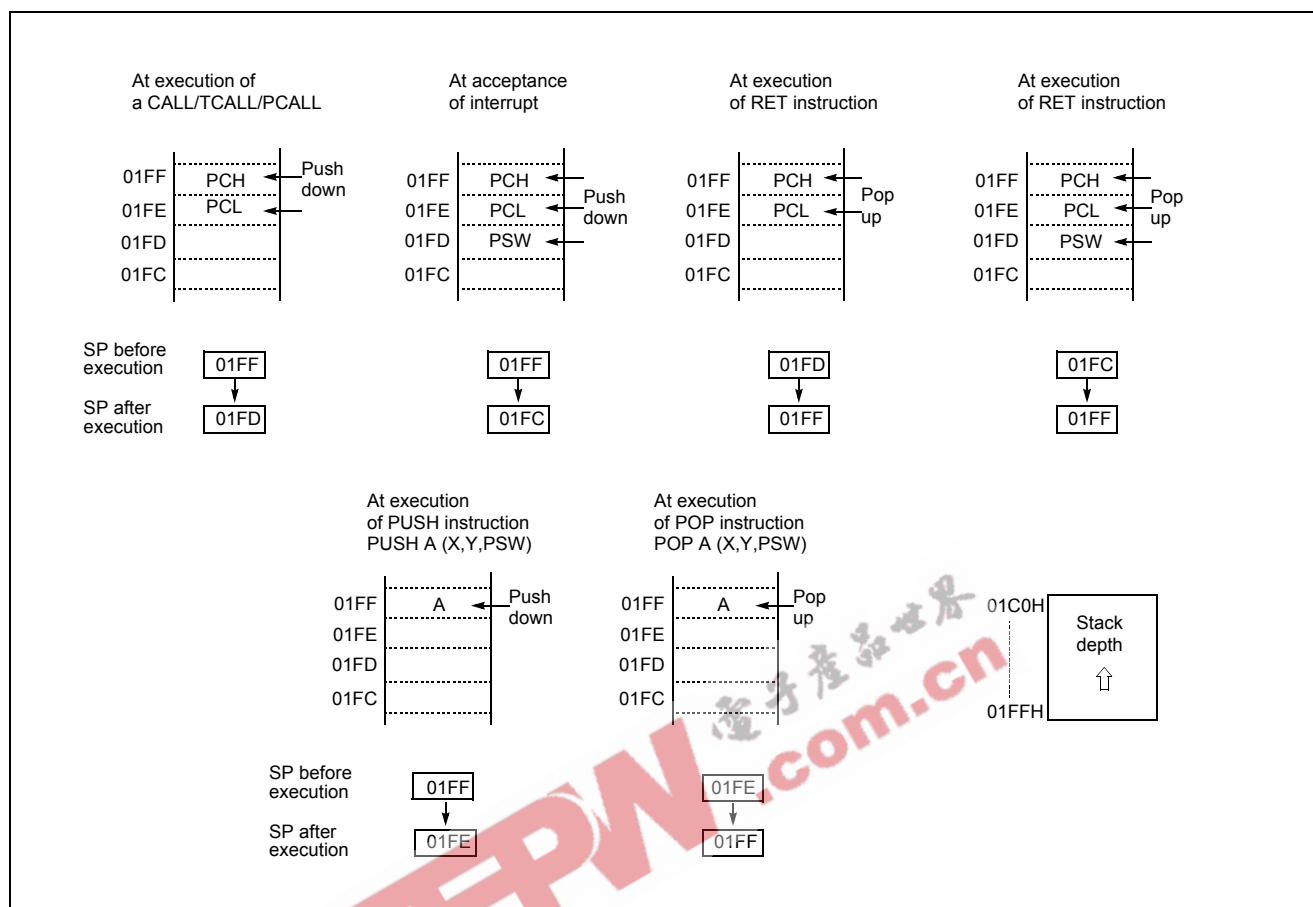 At execution of
a CALL/TCALL/PCALL
At acceptance
of interrupt
At execution
of RET instruction
At execution
of RET instruction
01FF PCH Push
down
01FE PCL
01FD
01FC
01FF PCH
01FE PCL Push
down
01FD PSW
01FC
01FF PCH
01FE PCL Pop
up
01FD
01FC
01FF PCH
01FE PCL Pop
up
01FD PSW
01FC
SP before
execution
01FF
01FF
01FD
01FC
SP after
execution
01FD
01FC
01FF
01FF
At execution
of PUSH instruction
PUSH A (X,Y,PSW)
At execution
of POP instruction
POP A (X,Y,PSW)
01FF A Push
down
01FE
01FD
01FC
01FF A Pop
up
01FE
01FD
01FC
01C0H
Stack
depth
01FFH
SP before
execution
01FF
01FE
SP after
execution
01FE
01FF
電子產品世界
.com.cn